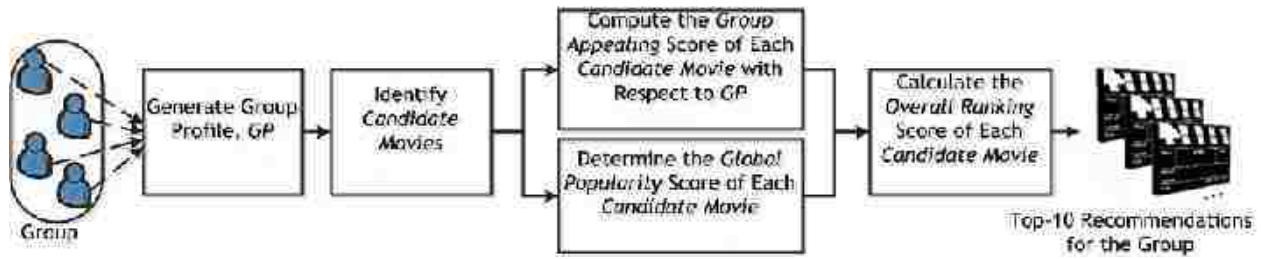 Group
Generate Group
Profile, GP
Identify
Candidate
Movies
Compute the Group
Appealing Score of Each
Candidate Movie with
Respect to GP
Determine the Global
Popularity Score of Each
Candidate Movie
Calculate the
Overall Ranking
Score of Each
Candidate Movie
...
Top-10 Recommendations
for the Group